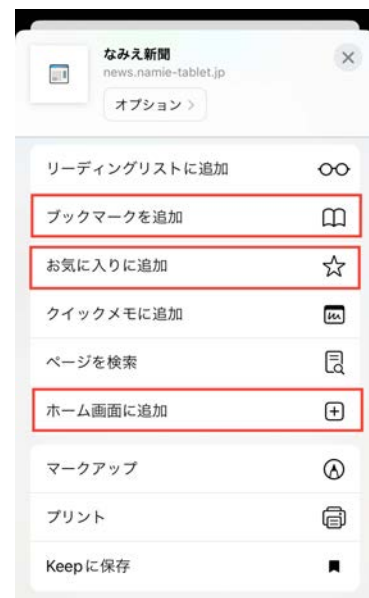 なみえ新聞
news.namie-tablet.jp
オプション
リーディングリストに追加
ブックマークを追加
お気に入りに追加
クイックメモに追加
ページを検索
ホーム画面に追加
マークアップ
プリント
Keepに保存